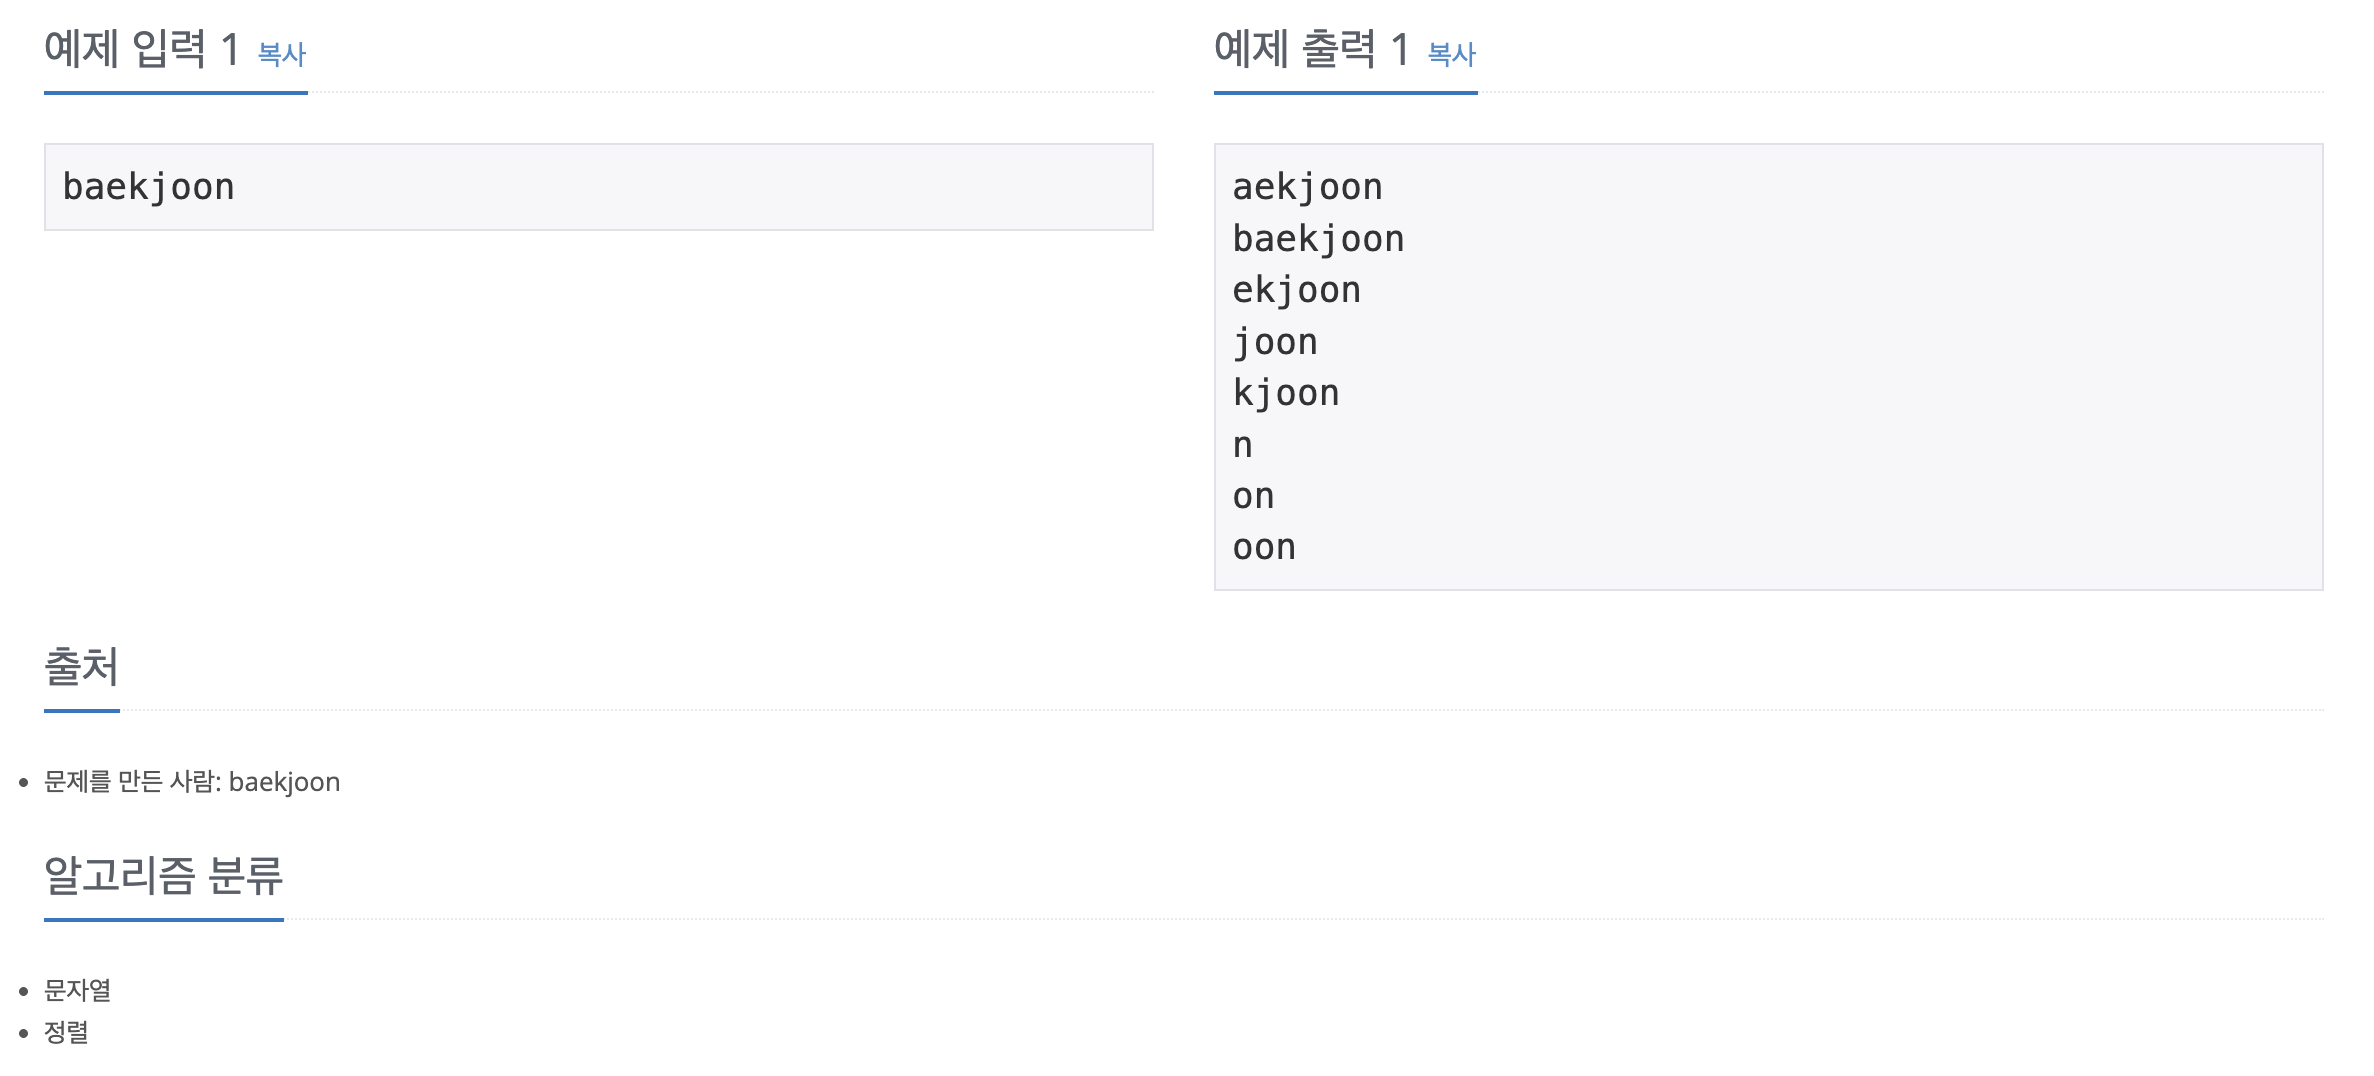 예제 입력 1 복사
baekjoon
예제 출력 1 복사
aekjoon
baekjoon
ekjoon
joon
kjoon
n
on
oon
출처
문제를 만든 사람: baekjoon
알고리즘 분류
문자열
정렬